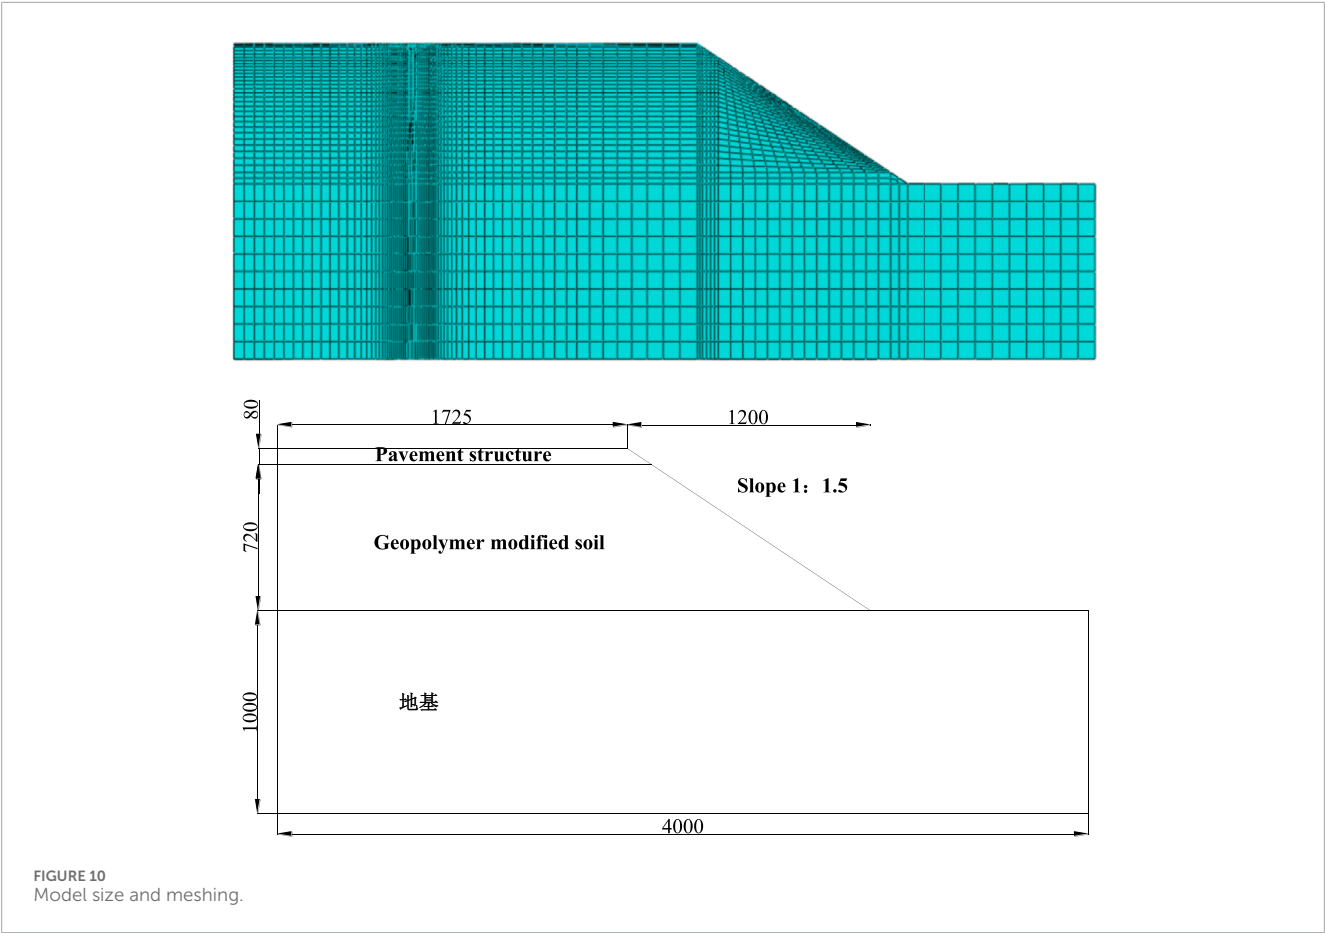 80
1725
1200
Pavement structure
Slope 1：1.5
720
Geopolymer modified soil
1000
地基
4000
FIGURE 10
Model size and meshing.